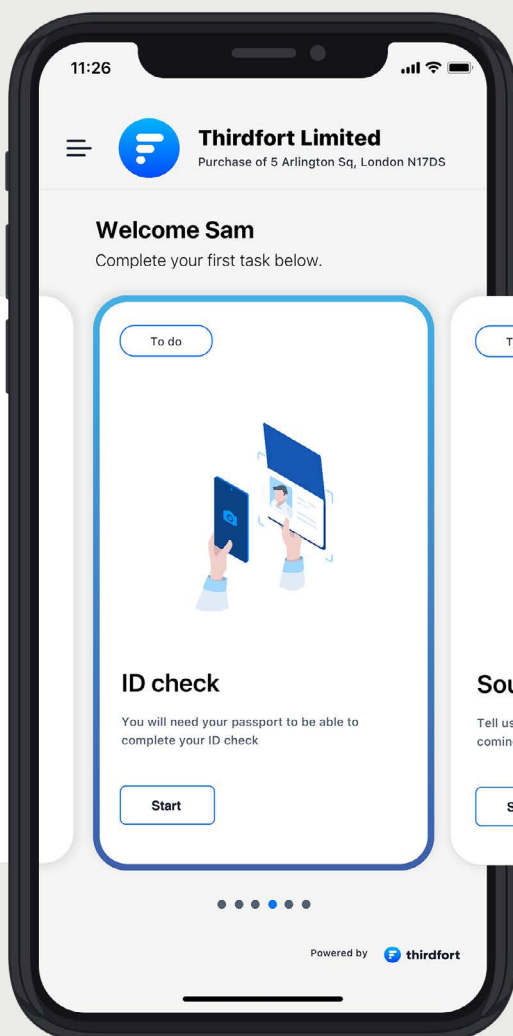 11:26
Thirdfort Limited
Purchase of 5 Arlington Sq, London N17DS
Welcome Sam
Complete your first task below.
To do
ID check
You will need your passport to be able to
complete your ID check
Start
Tell us
Powered by thirdfort